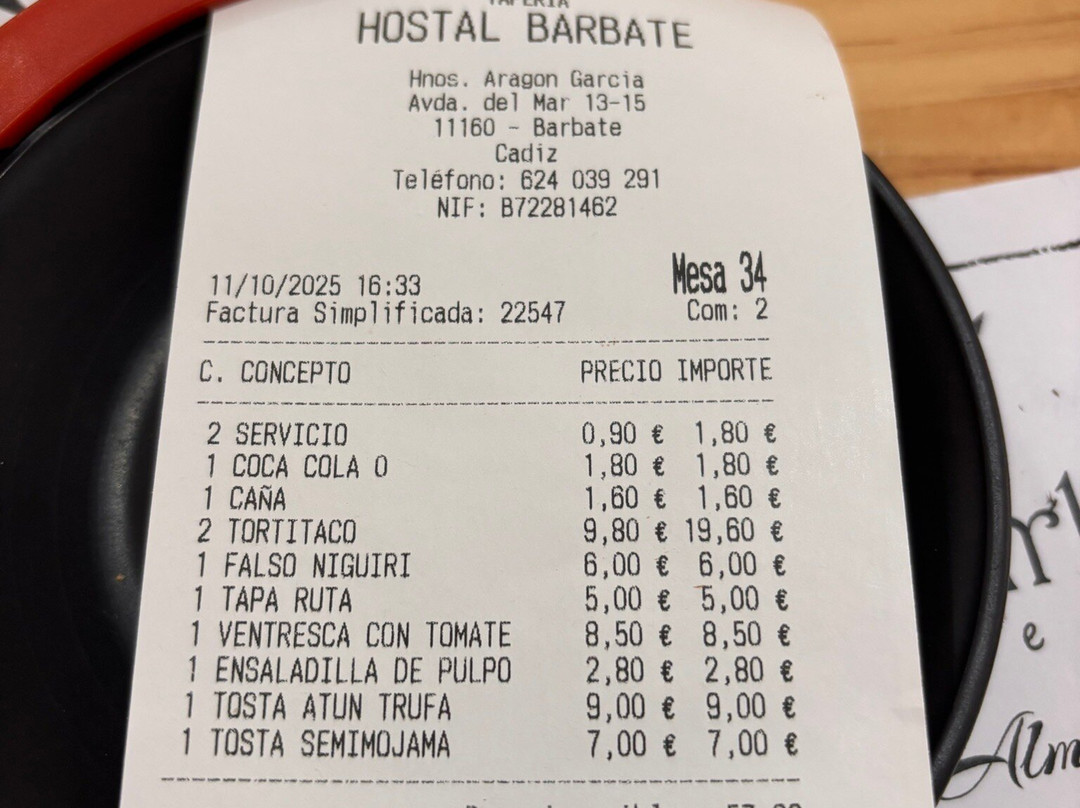 TAPERIA
HOSTAL BARBATE
Hnos. Aragon Garcia
Avda. del Mar 13-15
11160 - Barbate
Cadiz
Teléfono: 624 039 291
NIF: B72281462
11/10/2025 16:33 Mesa 34
Factura Simplificada: 22547 Com: 2
C. CONCEPTO PRECIO IMPORTE
2 SERVICIO 0,90 € 1,80 €
1 COCA COLA 0 1,80 € 1,80 €
1 CAÑA 1,60 € 1,60 €
2 TORTITACO 9,80 € 19,60 €
1 FALSO NIGUIRI 6,00 € 6,00 €
1 TAPA RUTA 5,00 € 5,00 €
1 VENTRESCA CON TOMATE 8,50 € 8,50 €
1 ENSALADILLA DE PULPO 2,80 € 2,80 €
1 TOSTA ATUN TRUFA 9,00 € 9,00 €
1 TOSTA SEMIMOJAMA 7,00 € 7,00 €
e